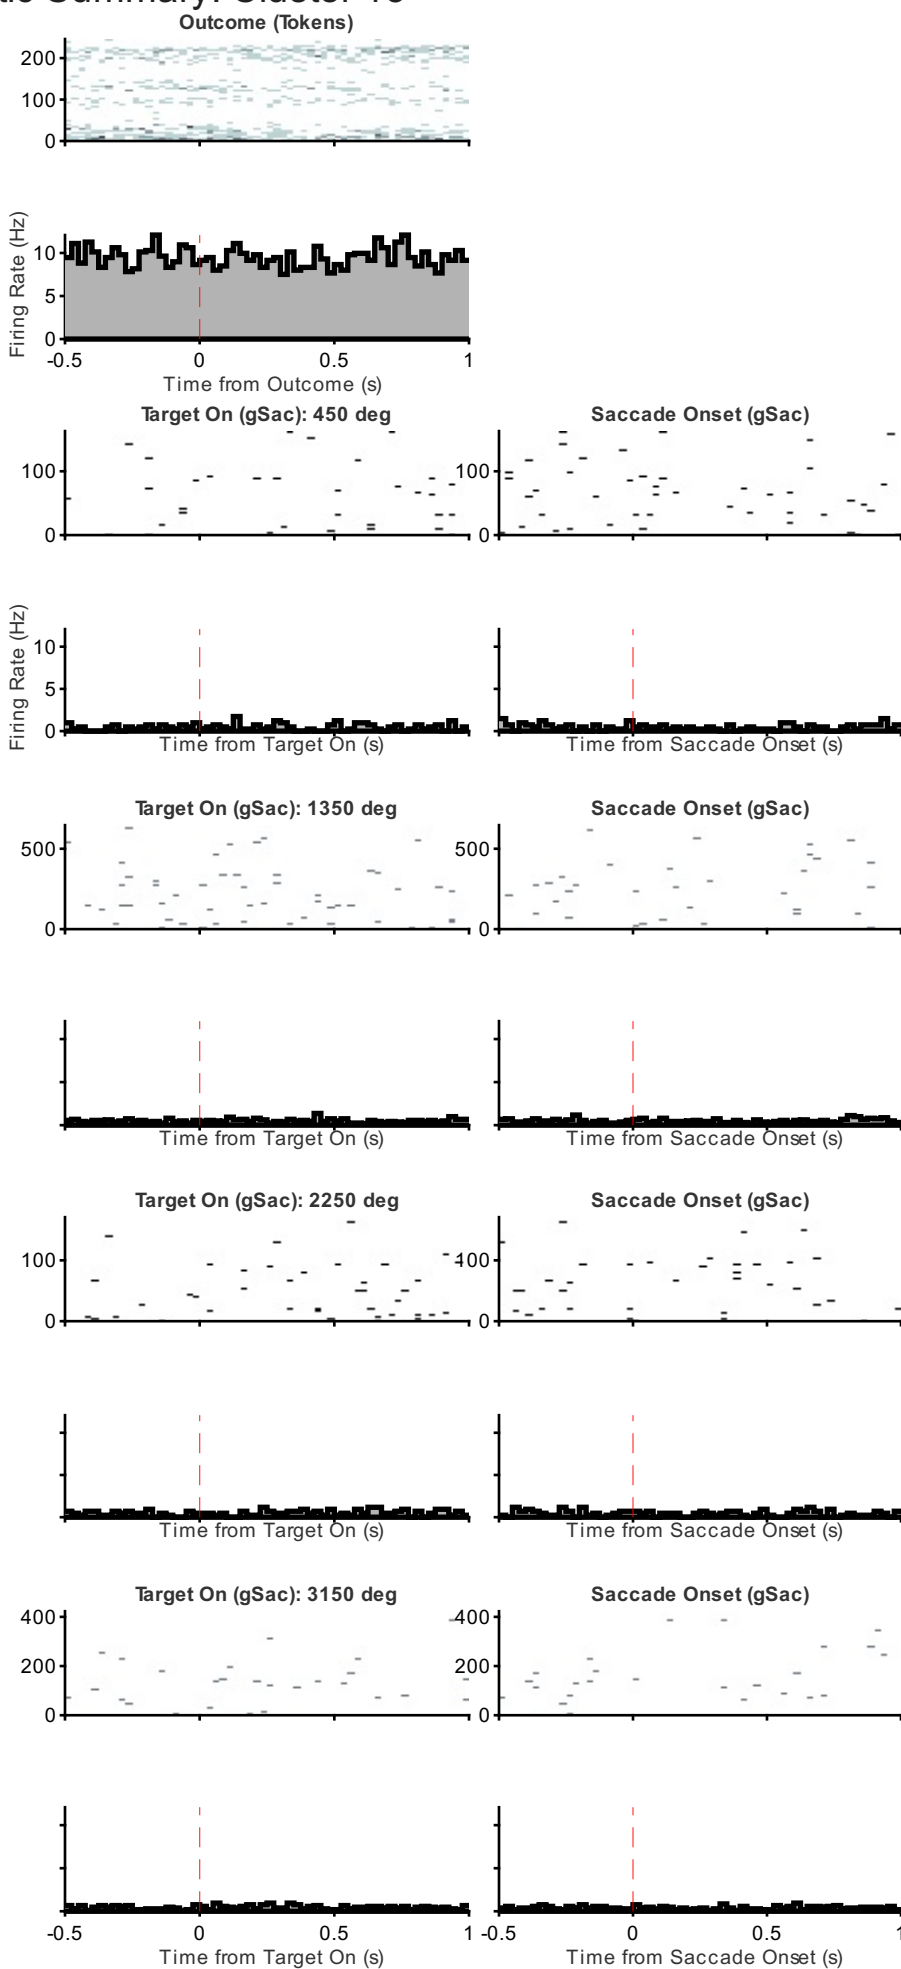 Summary: Cluster
Outcome (Tokens)
200
100
0
Firing Rate (Hz)
10
5
0
-0.5 0 0.5 1
Time from Outcome (s)
Target On (gSac): 450 deg
Saccade Onset (gSac)
100
0
100
0
Firing Rate (Hz)
10
5
0
Time from Target On (s)
Time from Saccade Onset (s)
Target On (gSac): 1350 deg
Saccade Onset (gSac)
500
0
500
0
Time from Target On (s)
Time from Saccade Onset (s)
Target On (gSac): 2250 deg
Saccade Onset (gSac)
100
0
100
0
Time from Target On (s)
Time from Saccade Onset (s)
Target On (gSac): 3150 deg
Saccade Onset (gSac)
400
200
0
400
200
0
-0.5 0 0.5 1
-0.5 0 0.5 1
Time from Target On (s)
Time from Saccade Onset (s)